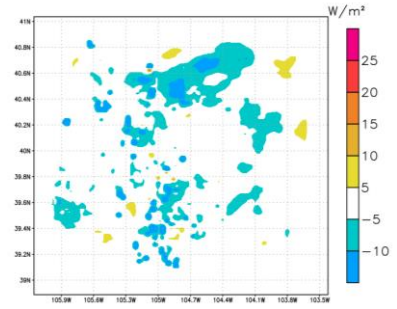 W/m²
41N
40.8N
40.6N
40.4N
40.2N
40N
39.8N
39.6N
39.4N
39.2N
39N
105.9W
105.6W
105.3W
105W
104.7W
104.4W
104.1W
103.8W
103.5W
25
20
15
10
5
−5
−10